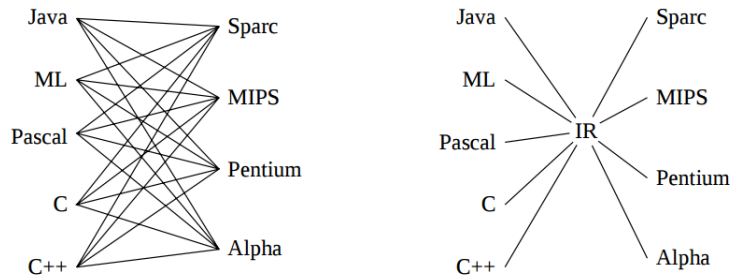 Java
ML
Pascal
C
C++
Sparc
MIPS
Pentium
Alpha
Java
ML
Pascal
C
C++
IR
Sparc
MIPS
Pentium
Alpha